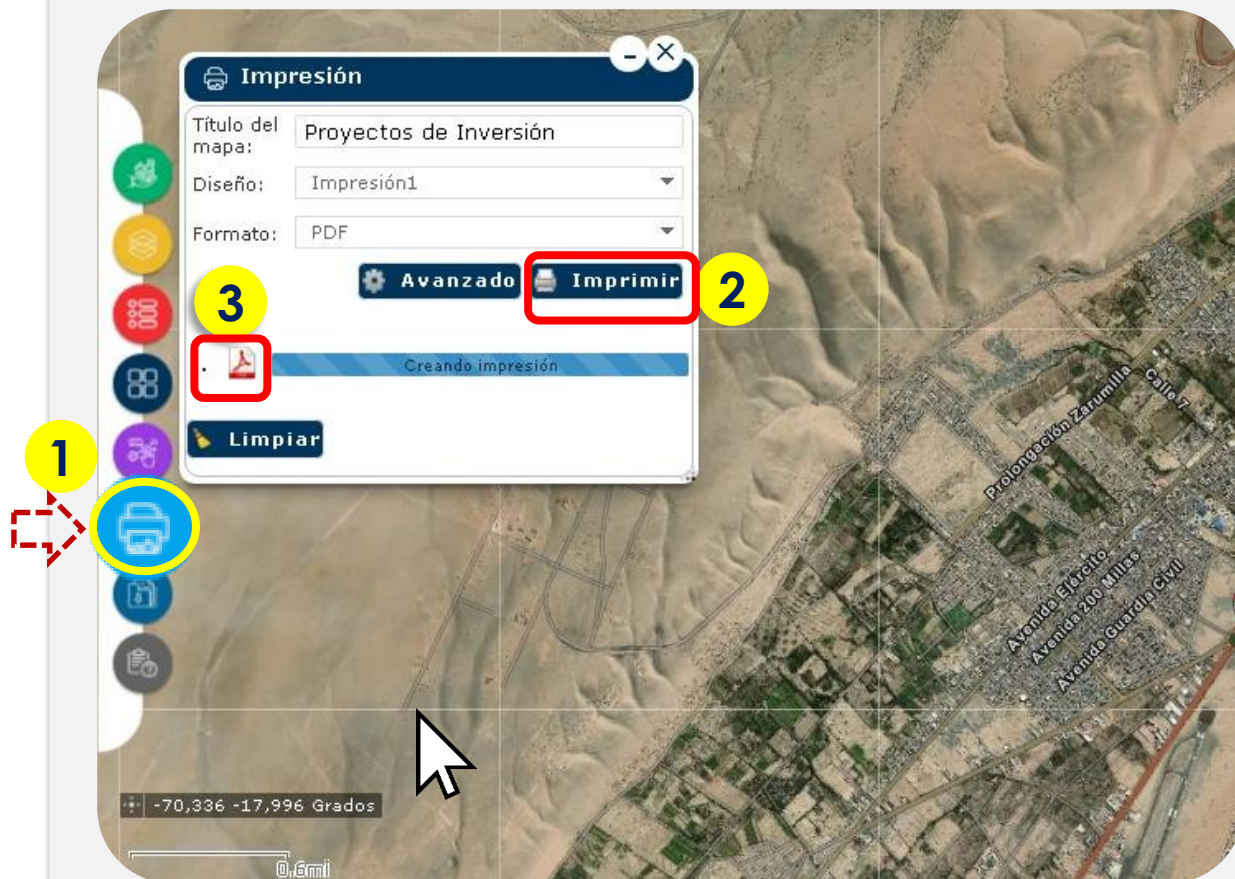 Impresión
Título del
mapa:
Proyectos de Inversión
Diseño:
Impresión1
Formato:
PDF
Avanzado
Imprimir
2
3
.
Creando impresión
Limpiar
1
Prolongación Zarumilla
Calle 7
Avenida Ejército
Avenida 200 Millas
Avenida Guardia Civil
-70,336 -17,996 Grados
0.6mi